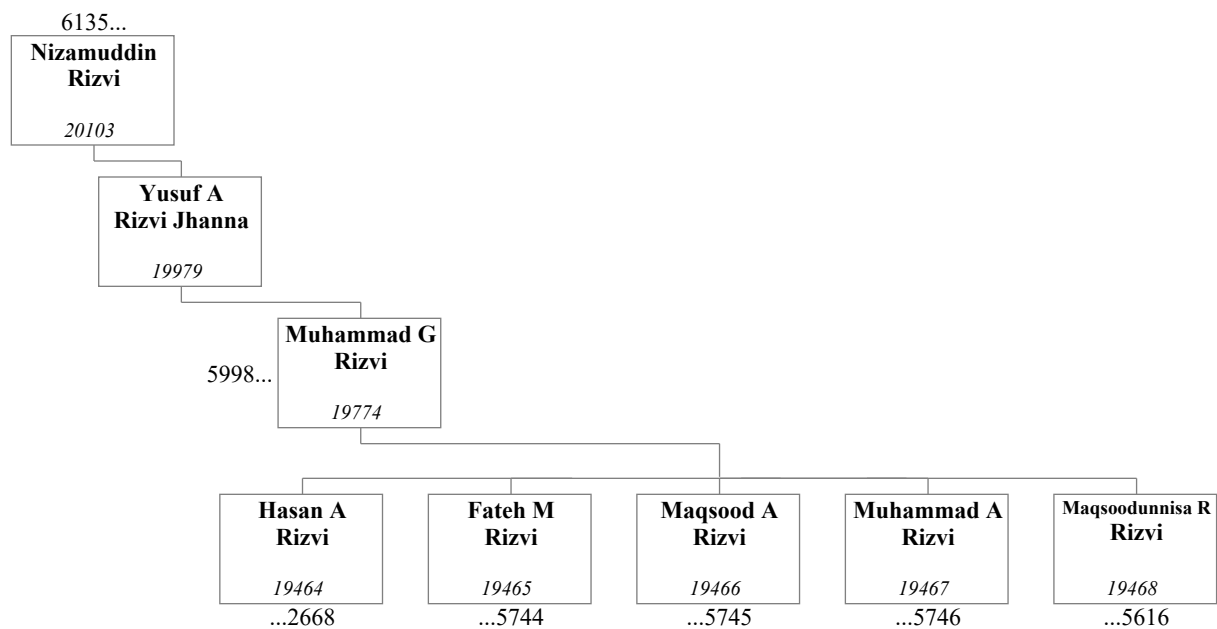 6135...
Nizamuddin
Rizvi
20103
Yusuf A
Rizvi Jhanna
19979
Muhammad G
Rizvi
5998...
19774
Hasan A
Rizvi
19464
...2668
Fateh M
Rizvi
19465
...5744
Maqsood A
Rizvi
19466
...5745
Muhammad A
Rizvi
19467
...5746
Maqsoodunnisa R
Rizvi
19468
...5616